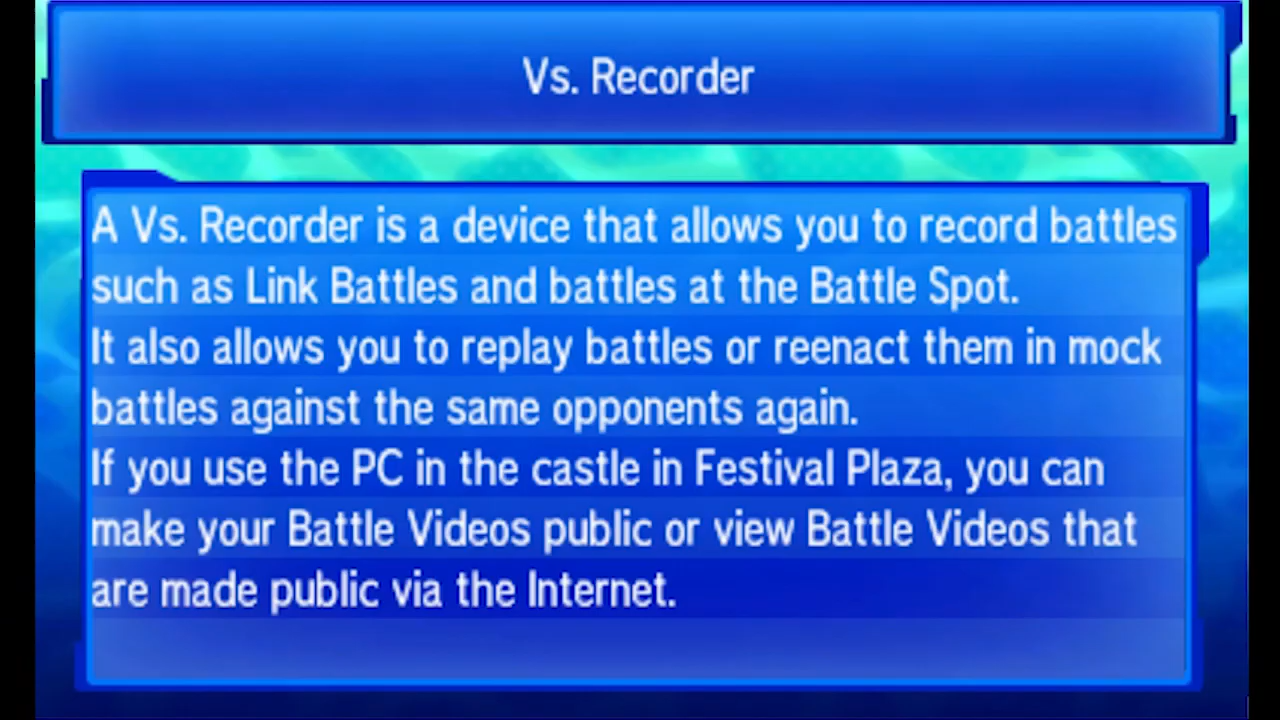 Vs. Recorder
A Vs. Recorder is a device that allows you to record battles
such as Link Battles and battles at the Battle Spot.
It also allows you to replay battles or reenact them in mock
battles against the same opponents again.
If you use the PC in the castle in Festival Plaza, you can
make your Battle Videos public or view Battle Videos that
are made public via the Internet.